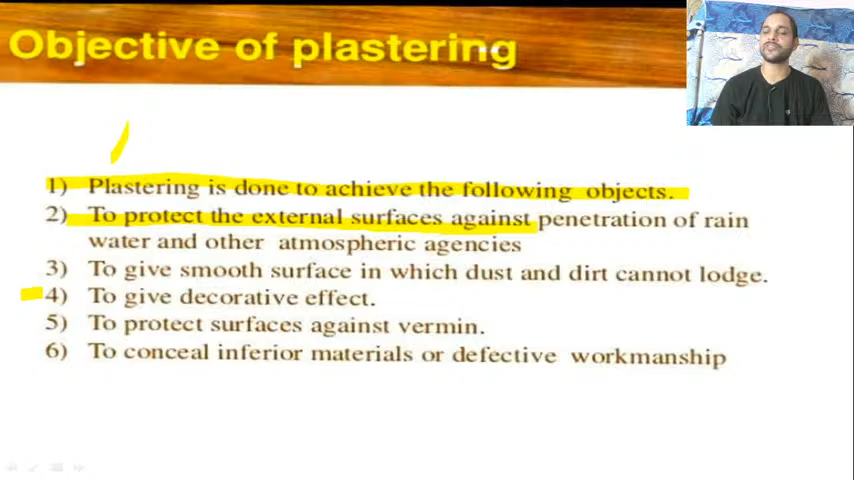 Objective of plastering
1) Plastering is done to achieve the following objects.
2) To protect the external surfaces against penetration of rain
water and other atmospheric agencies
3) To give smooth surface in which dust and dirt cannot lodge.
4) To give decorative effect.
5) To protect surfaces against vermin.
6) To conceal inferior materials or defective workmanship